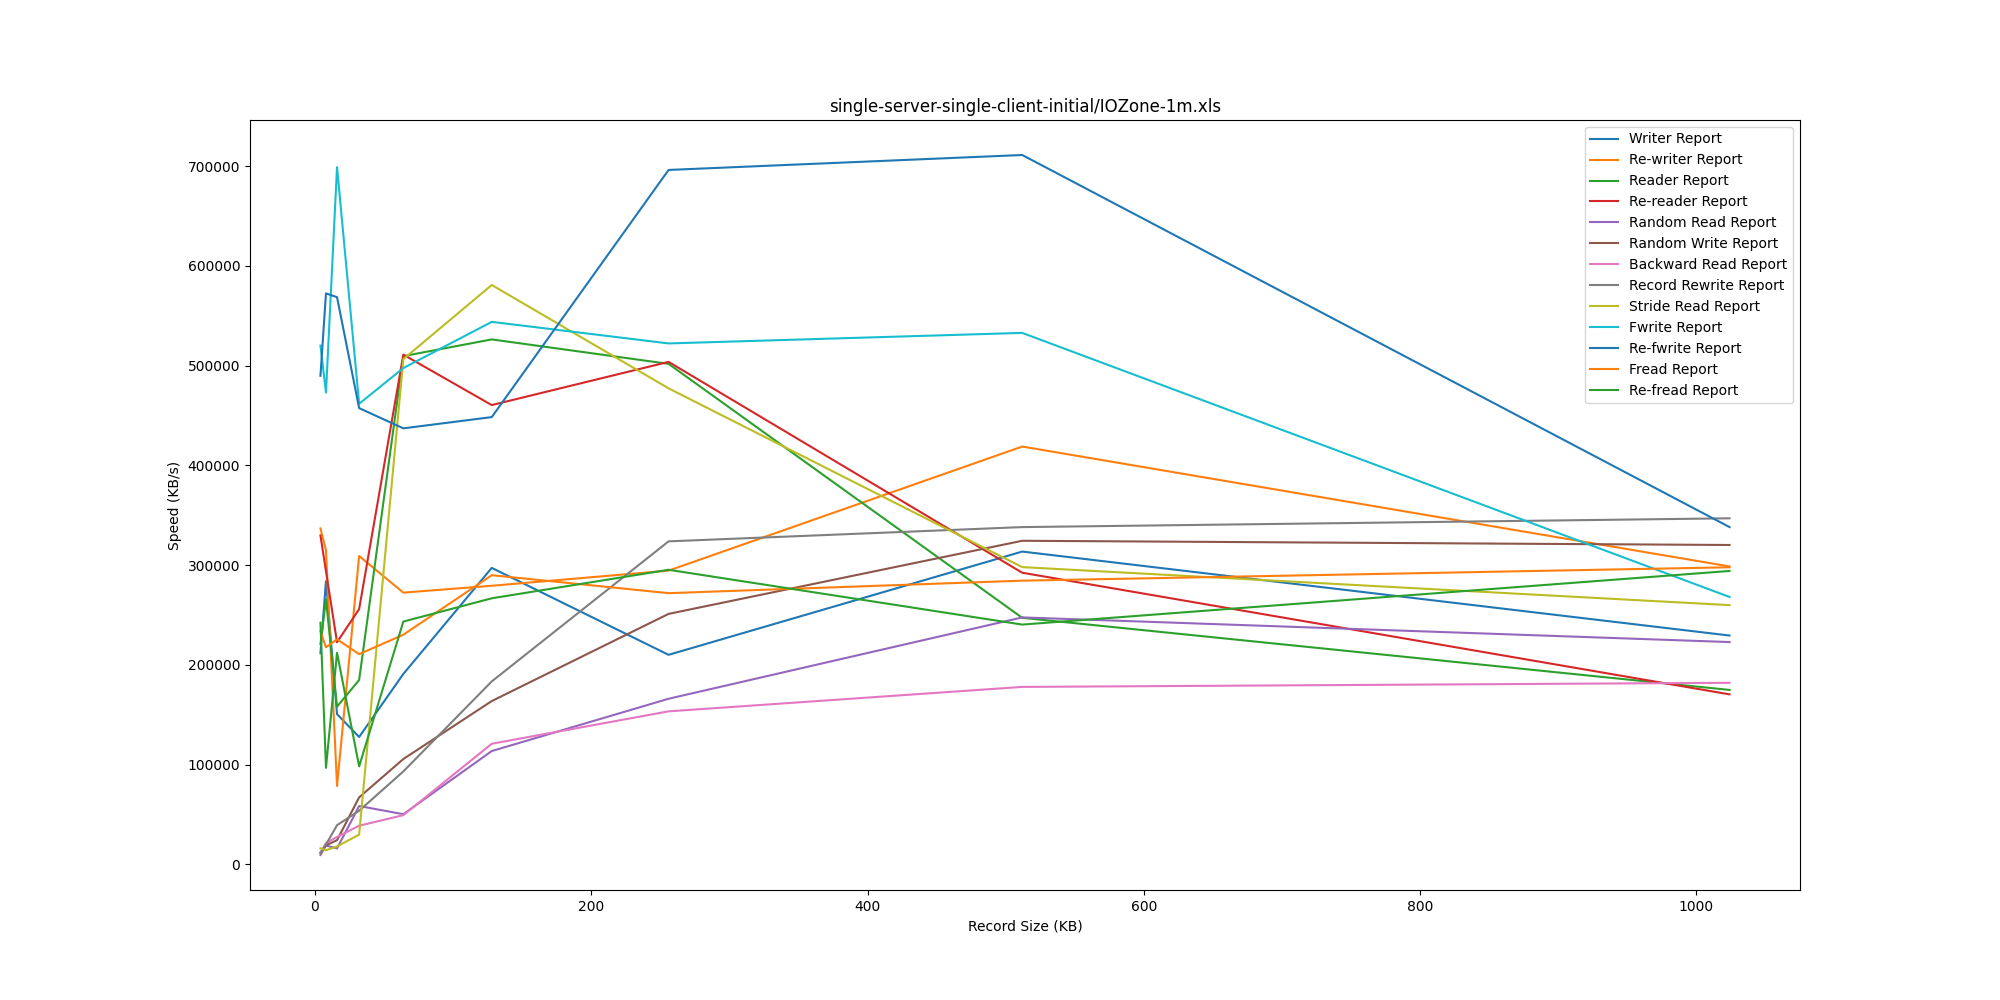 single-server-single-client-initial/IOZone-1m.xls
Writer Report
Re-writer Report
Reader Report
Re-reader Report
Random Read Report
Random Write Report
Backward Read Report
Record Rewrite Report
Stride Read Report
Fwrite Report
Re-fwrite Report
Fread Report
Re-fread Report
Speed (KB/s)
700000
600000
500000
400000
300000
200000
100000
0
0 200 400 600 800 1000
Record Size (KB)